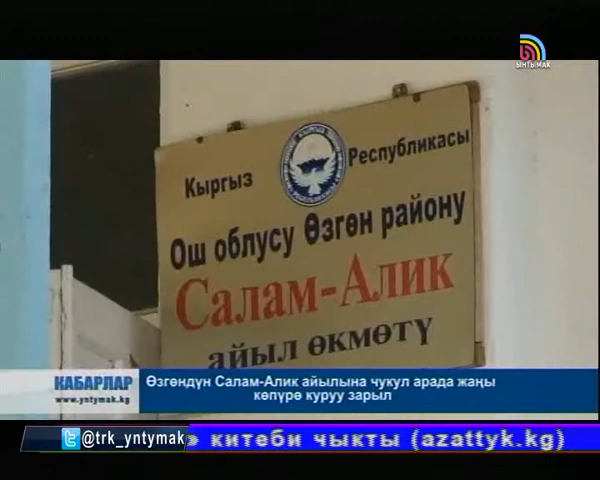 ЫНТЫМАК
Кыргыз Республикасы
Ош облусу Өзгөн району
Салам-Алик
айыл өкмөтү
КАБАРЛАР
www.yntymak.kg
Өзгөндүн Салам-Алик айылына чукул арада жаңы
көпүрө куруу зарыл
@trk_yntymak
» китеби чыкты (azattyk.kg)